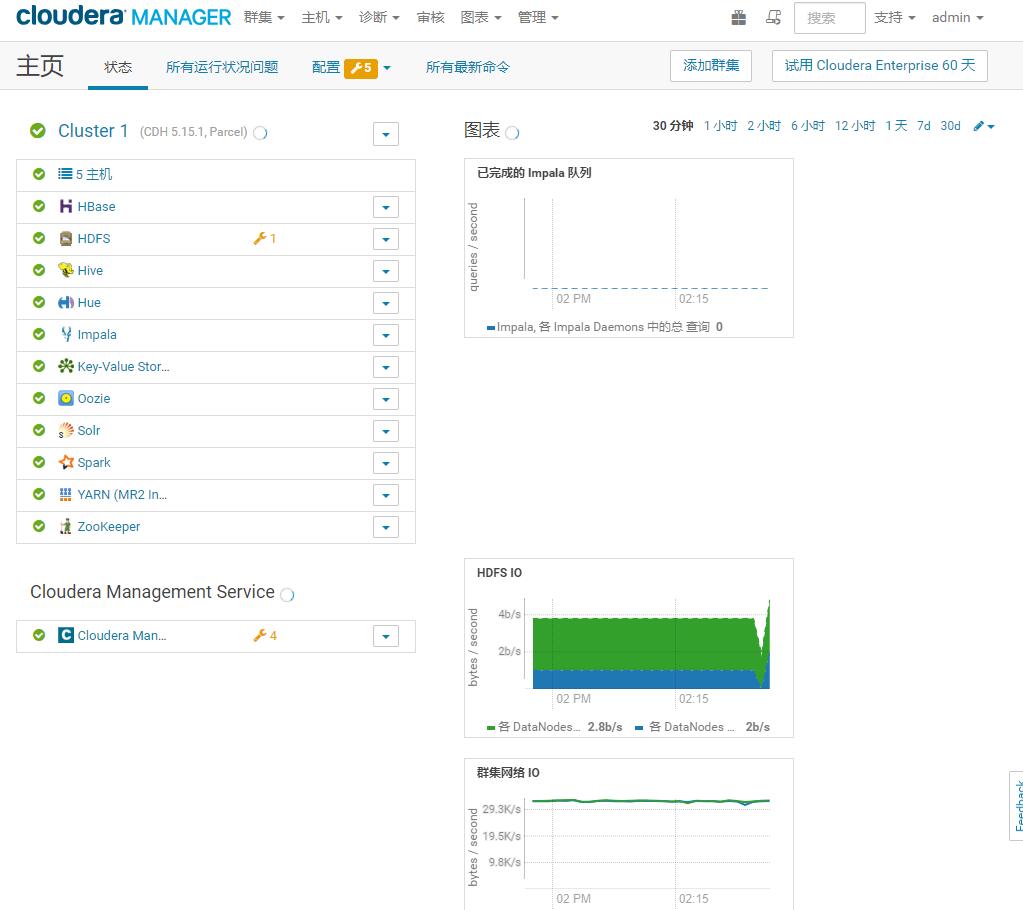 cloudera MANAGER 群集 主机 诊断 审核 图表 管理 搜索 支持 admin
主页 状态 所有运行状况问题 配置 5 所有最新命令 添加群集 试用 Cloudera Enterprise 60 天
Cluster 1 (CDH 5.15.1, Parcel)
5 主机
HBase
HDFS 1
Hive
Hue
Impala
Key-Value Stor...
Oozie
Solr
Spark
YARN (MR2 In...
ZooKeeper
Cloudera Management Service
Cloudera Man... 4
图表 30 分钟 1 小时 2 小时 6 小时 12 小时 1 天 7d 30d
已完成的 Impala 队列
queries / second
02 PM 02:15
Impala, 各 Impala Daemons 中的总 查询 0
HDFS IO
bytes / second
4b/s
2b/s
02 PM 02:15
各 DataNodes... 2.8b/s 各 DataNodes ... 2b/s
群集网络 IO
bytes / second
29.3K/s
19.5K/s
9.8K/s
02 PM 02:15
Feedback